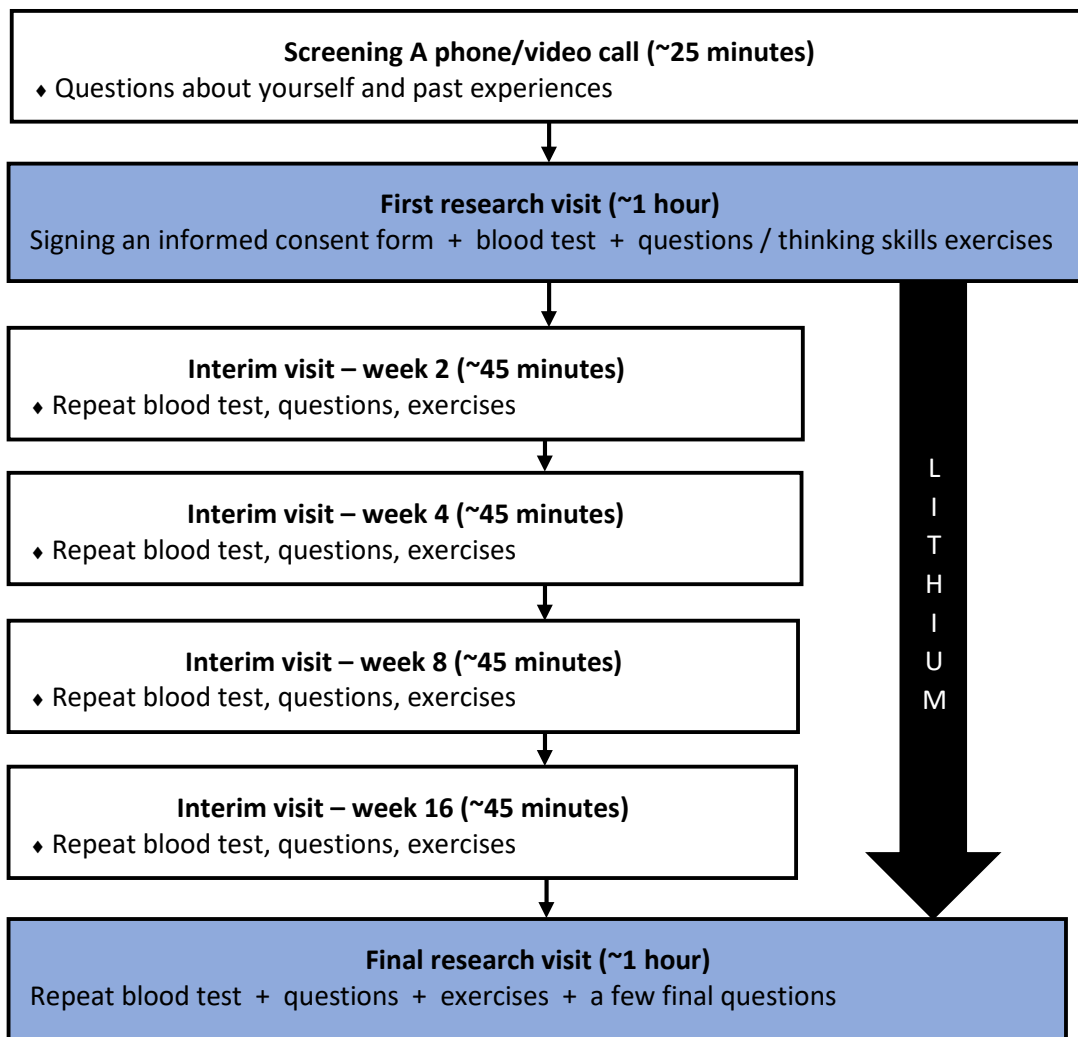 Screening A phone/video call (~25 minutes)
⬧ Questions about yourself and past experiences
First research visit (~1 hour)
Signing an informed consent form + blood test + questions / thinking skills exercises
Interim visit – week 2 (~45 minutes)
⬧ Repeat blood test, questions, exercises
Interim visit – week 4 (~45 minutes)
⬧ Repeat blood test, questions, exercises
Interim visit – week 8 (~45 minutes)
⬧ Repeat blood test, questions, exercises
Interim visit – week 16 (~45 minutes)
⬧ Repeat blood test, questions, exercises
L
I
T
H
I
U
M
Final research visit (~1 hour)
Repeat blood test + questions + exercises + a few final questions